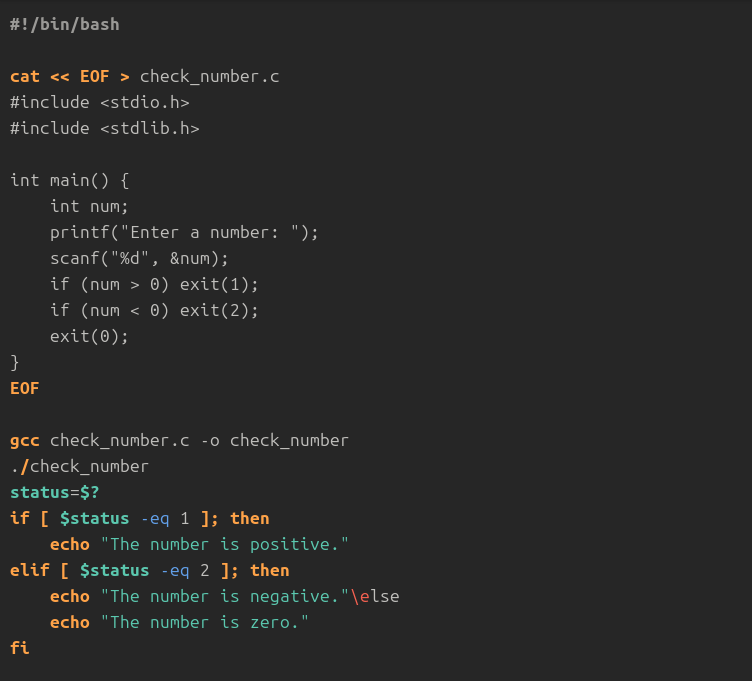 #!/bin/bash

cat << EOF > check_number.c
#include <stdio.h>
#include <stdlib.h>

int main() {
    int num;
    printf("Enter a number: ");
    scanf("%d", &num);
    if (num > 0) exit(1);
    if (num < 0) exit(2);
    exit(0);
}
EOF

gcc check_number.c -o check_number
./check_number
status=$?
if [ $status -eq 1 ]; then
    echo "The number is positive."
elif [ $status -eq 2 ]; then
    echo "The number is negative."\else
    echo "The number is zero."
fi